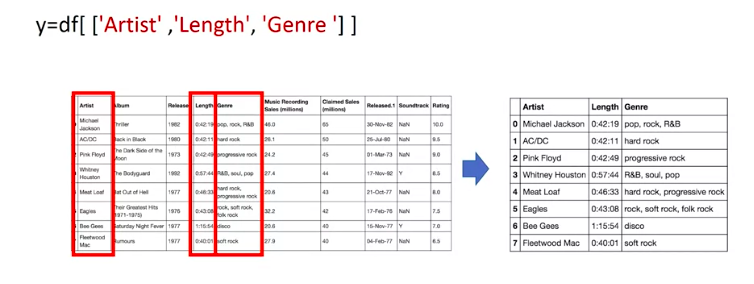 y=df[ ['Artist' ,'Length', 'Genre '] ]
Artist Album Release Length Genre Music Recording Sales (millions) Claimed Sales (millions) Released.1 Soundtrack Rating
Michael Jackson Thriller 1982 0:42:19 pop, rock, R&B 46.0 65 30-Nov-82 NaN 10.0
AC/DC Back in Black 1980 0:42:11 hard rock 26.1 50 25-Jul-80 NaN 9.5
Pink Floyd The Dark Side of the Moon 1973 0:42:49 progressive rock 24.2 45 01-Mar-73 NaN 9.0
Whitney Houston The Bodyguard 1992 0:57:44 R&B, soul, pop 27.4 44 17-Nov-92 Y 8.5
Meat Loaf Bat Out of Hell 1977 0:46:33 hard rock, progressive rock 20.6 43 21-Oct-77 NaN 8.0
Eagles Their Greatest Hits (1971-1975) 1976 0:43:08 rock, soft rock, folk rock 32.2 42 17-Feb-76 NaN 7.5
Bee Gees Saturday Night Fever 1977 1:15:54 disco 20.6 40 15-Nov-77 Y 7.0
Fleetwood Mac Rumours 1977 0:40:01 soft rock 27.9 40 04-Feb-77 NaN 6.5
Artist Length Genre
0 Michael Jackson 0:42:19 pop, rock, R&B
1 AC/DC 0:42:11 hard rock
2 Pink Floyd 0:42:49 progressive rock
3 Whitney Houston 0:57:44 R&B, soul, pop
4 Meat Loaf 0:46:33 hard rock, progressive rock
5 Eagles 0:43:08 rock, soft rock, folk rock
6 Bee Gees 1:15:54 disco
7 Fleetwood Mac 0:40:01 soft rock